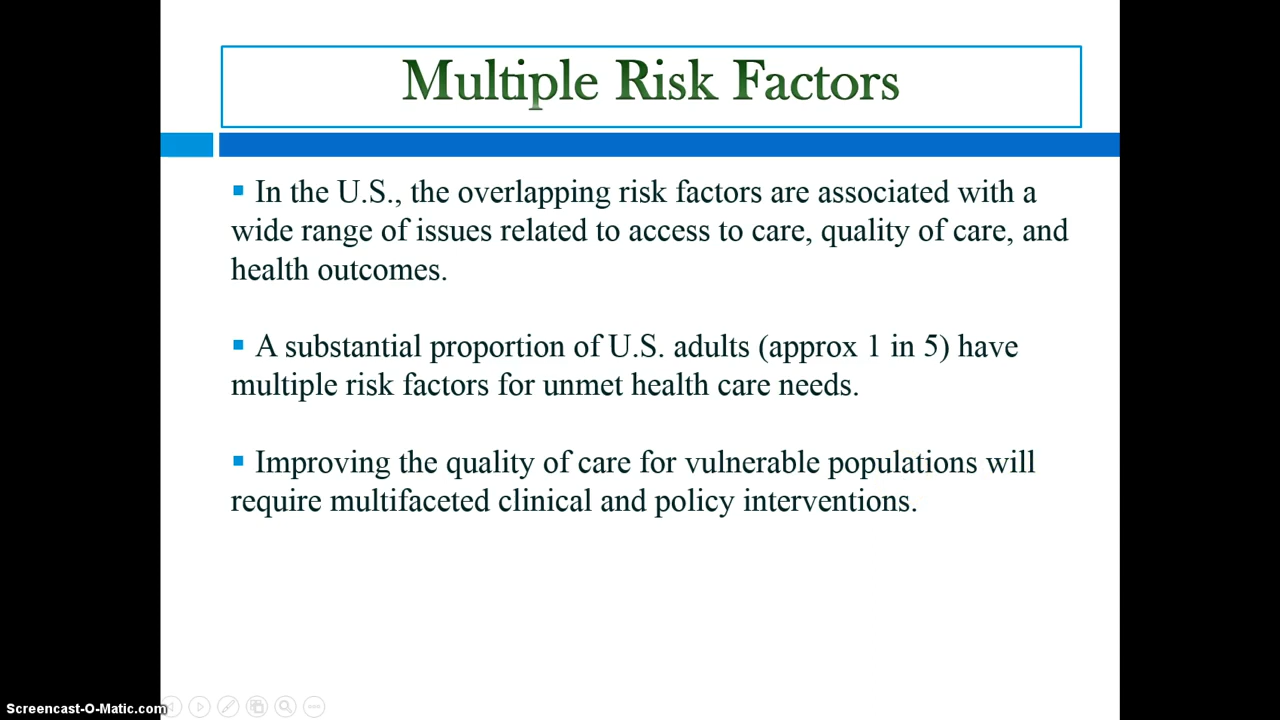 Multiple Risk Factors
▪ In the U.S., the overlapping risk factors are associated with a
wide range of issues related to access to care, quality of care, and
health outcomes.
▪ A substantial proportion of U.S. adults (approx 1 in 5) have
multiple risk factors for unmet health care needs.
▪ Improving the quality of care for vulnerable populations will
require multifaceted clinical and policy interventions.
Screencast-O-Matic.com